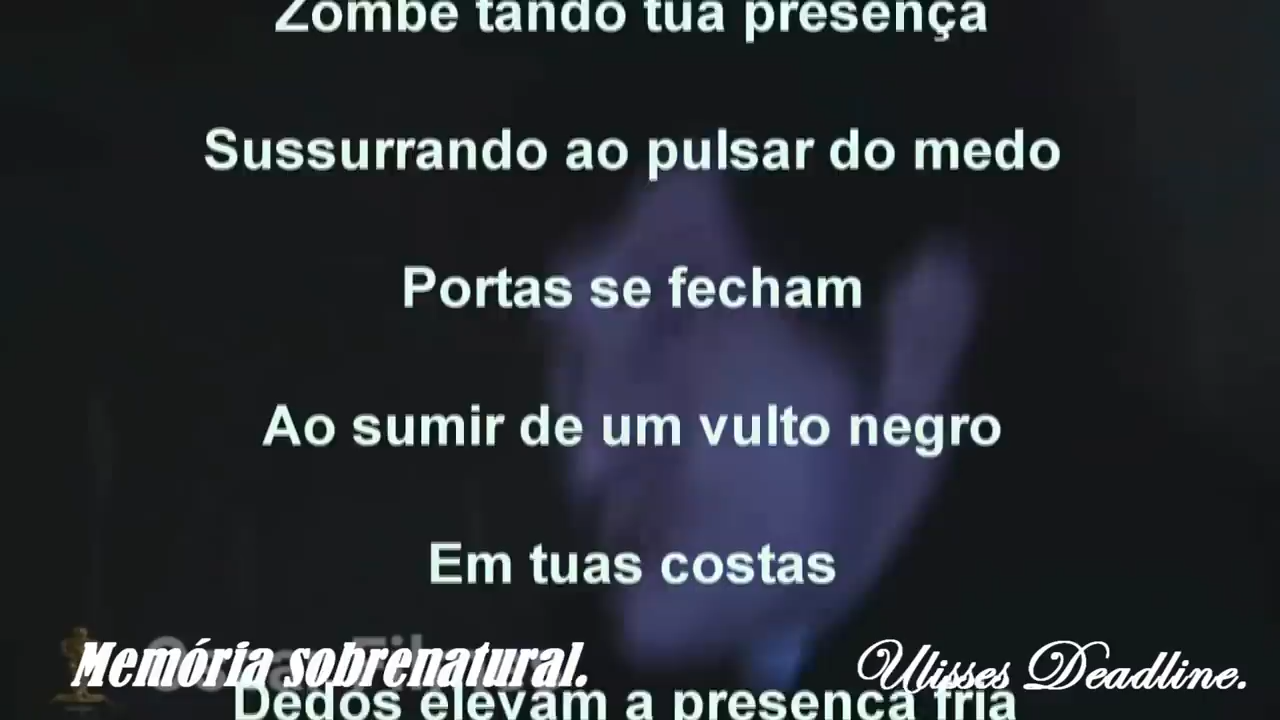 Zombe tando tua presença
Sussurrando ao pulsar do medo
Portas se fecham
Ao sumir de um vulto negro
Em tuas costas
Memória sobrenatural.
Ulisses Deadline.
Dedos elevam a presença fria